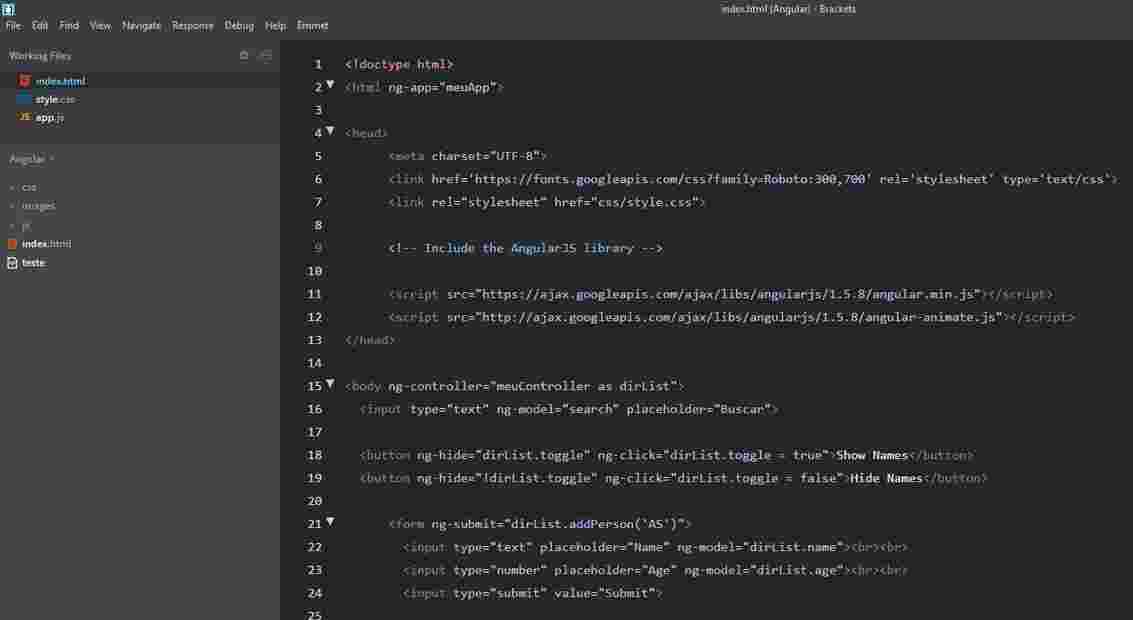 index.html (Angular) - Brackets
File Edit Find View Navigate Response Debug Help Emmet
Working Files
index.html
style.css
JS app.js
Angular
css
images
js
index.html
teste
1 <!doctype html>
2 <html ng-app="meuApp">
3
4 <head>
5 <meta charset="UTF-8">
6 <link href='https://fonts.googleapis.com/css?family=Roboto:300,700' rel='stylesheet' type='text/css'>
7 <link rel="stylesheet" href="css/style.css">
8
9 <!-- Include the AngularJS library -->
10
11 <script src="https://ajax.googleapis.com/ajax/libs/angularjs/1.5.8/angular.min.js"></script>
12 <script src="http://ajax.googleapis.com/ajax/libs/angularjs/1.5.8/angular-animate.js"></script>
13 </head>
14
15 <body ng-controller="meuController as dirList">
16 <input type="text" ng-model="search" placeholder="Buscar">
17
18 <button ng-hide="dirList.toggle" ng-click="dirList.toggle = true">Show Names</button>
19 <button ng-hide="!dirList.toggle" ng-click="dirList.toggle = false">Hide Names</button>
20
21 <form ng-submit="dirList.addPerson('AS')">
22 <input type="text" placeholder="Name" ng-model="dirList.name"><br><br>
23 <input type="number" placeholder="Age" ng-model="dirList.age"><br><br>
24 <input type="submit" value="Submit">
25